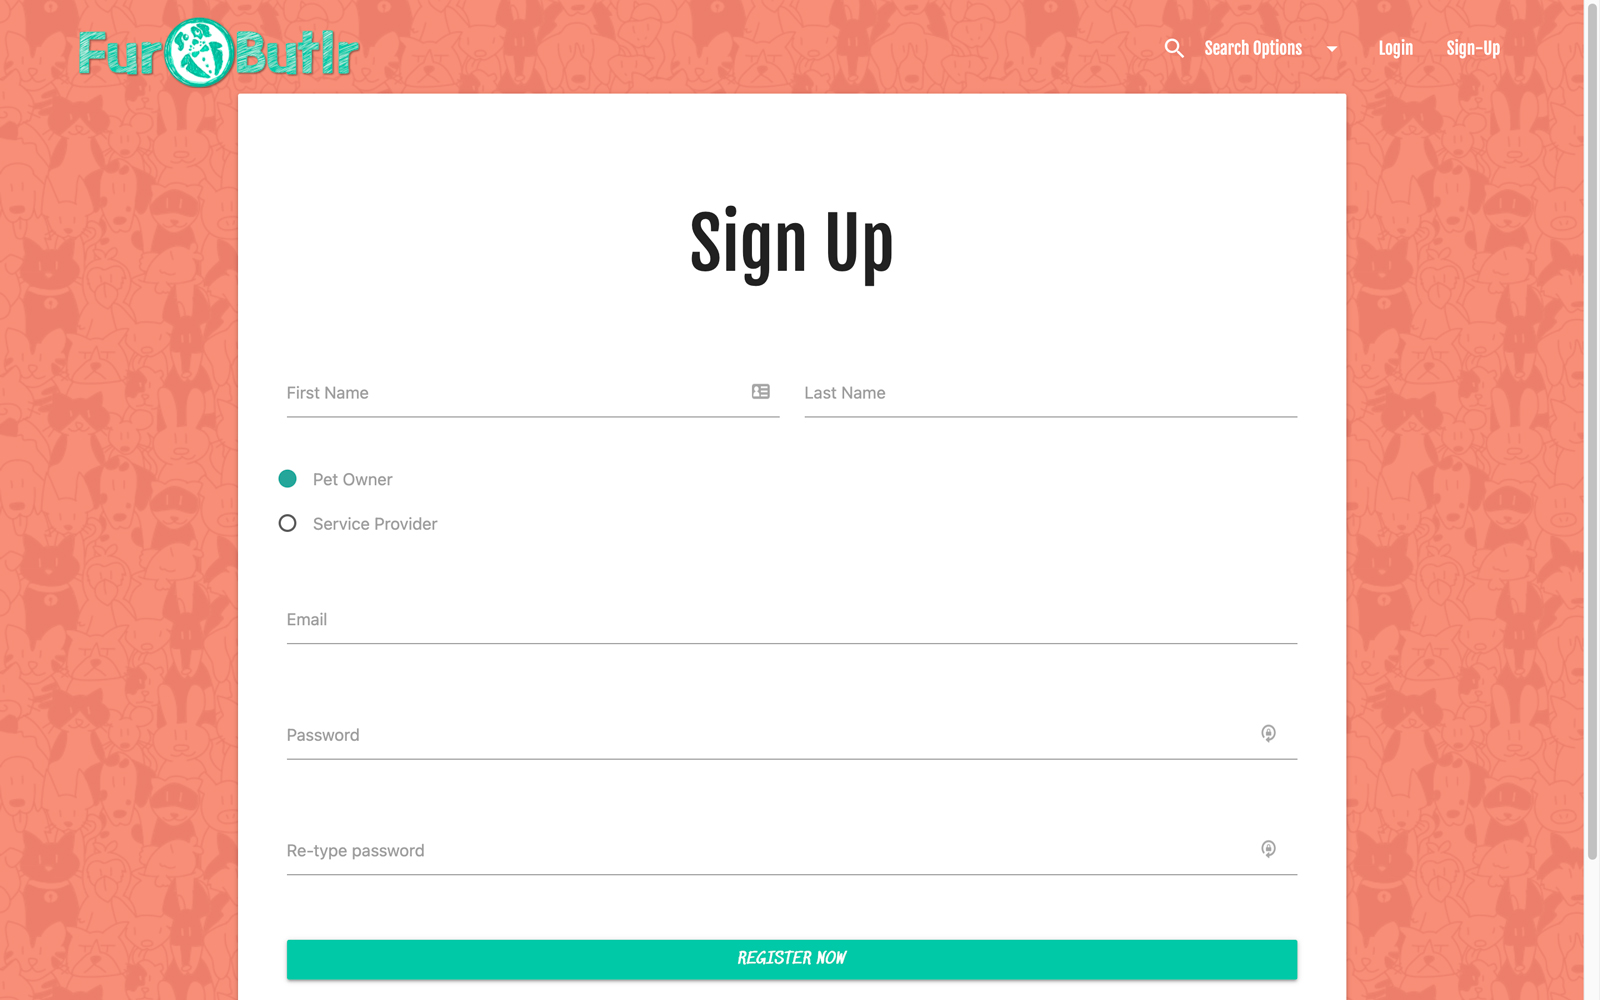 Fur Butlr
Search Options
Login
Sign-Up
Sign Up
First Name
Last Name
Pet Owner
Service Provider
Email
Password
Re-type password
REGISTER NOW